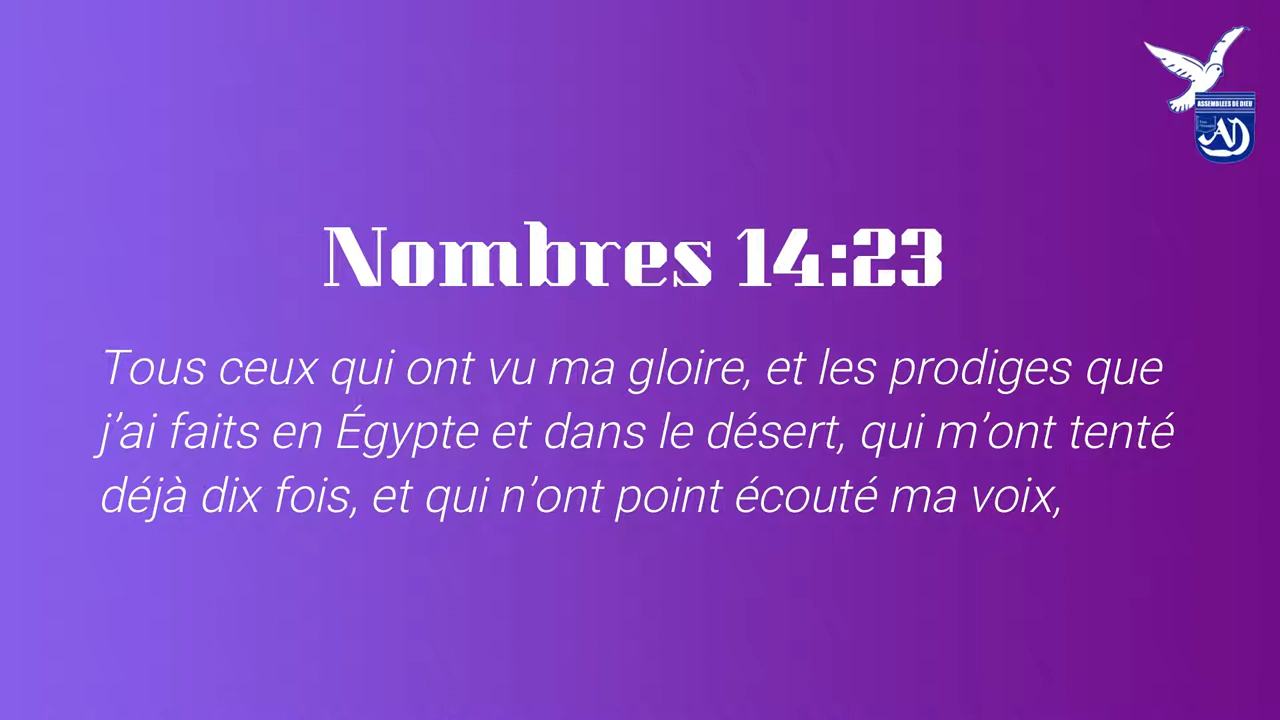 ASSEMBLEES DE DIEU
AD
Nombres 14:23
Tous ceux qui ont vu ma gloire, et les prodiges que
j’ai faits en Égypte et dans le désert, qui m’ont tenté
déjà dix fois, et qui n’ont point écouté ma voix,